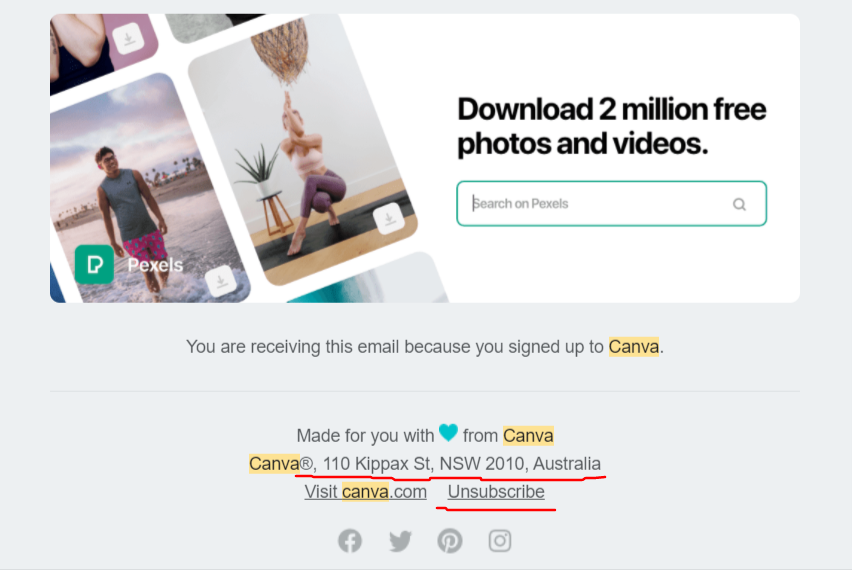 Download 2 million free
photos and videos.
Search on Pexels
Pexels
You are receiving this email because you signed up to Canva.
Made for you with from Canva
Canva®, 110 Kippax St, NSW 2010, Australia
Visit canva.com Unsubscribe